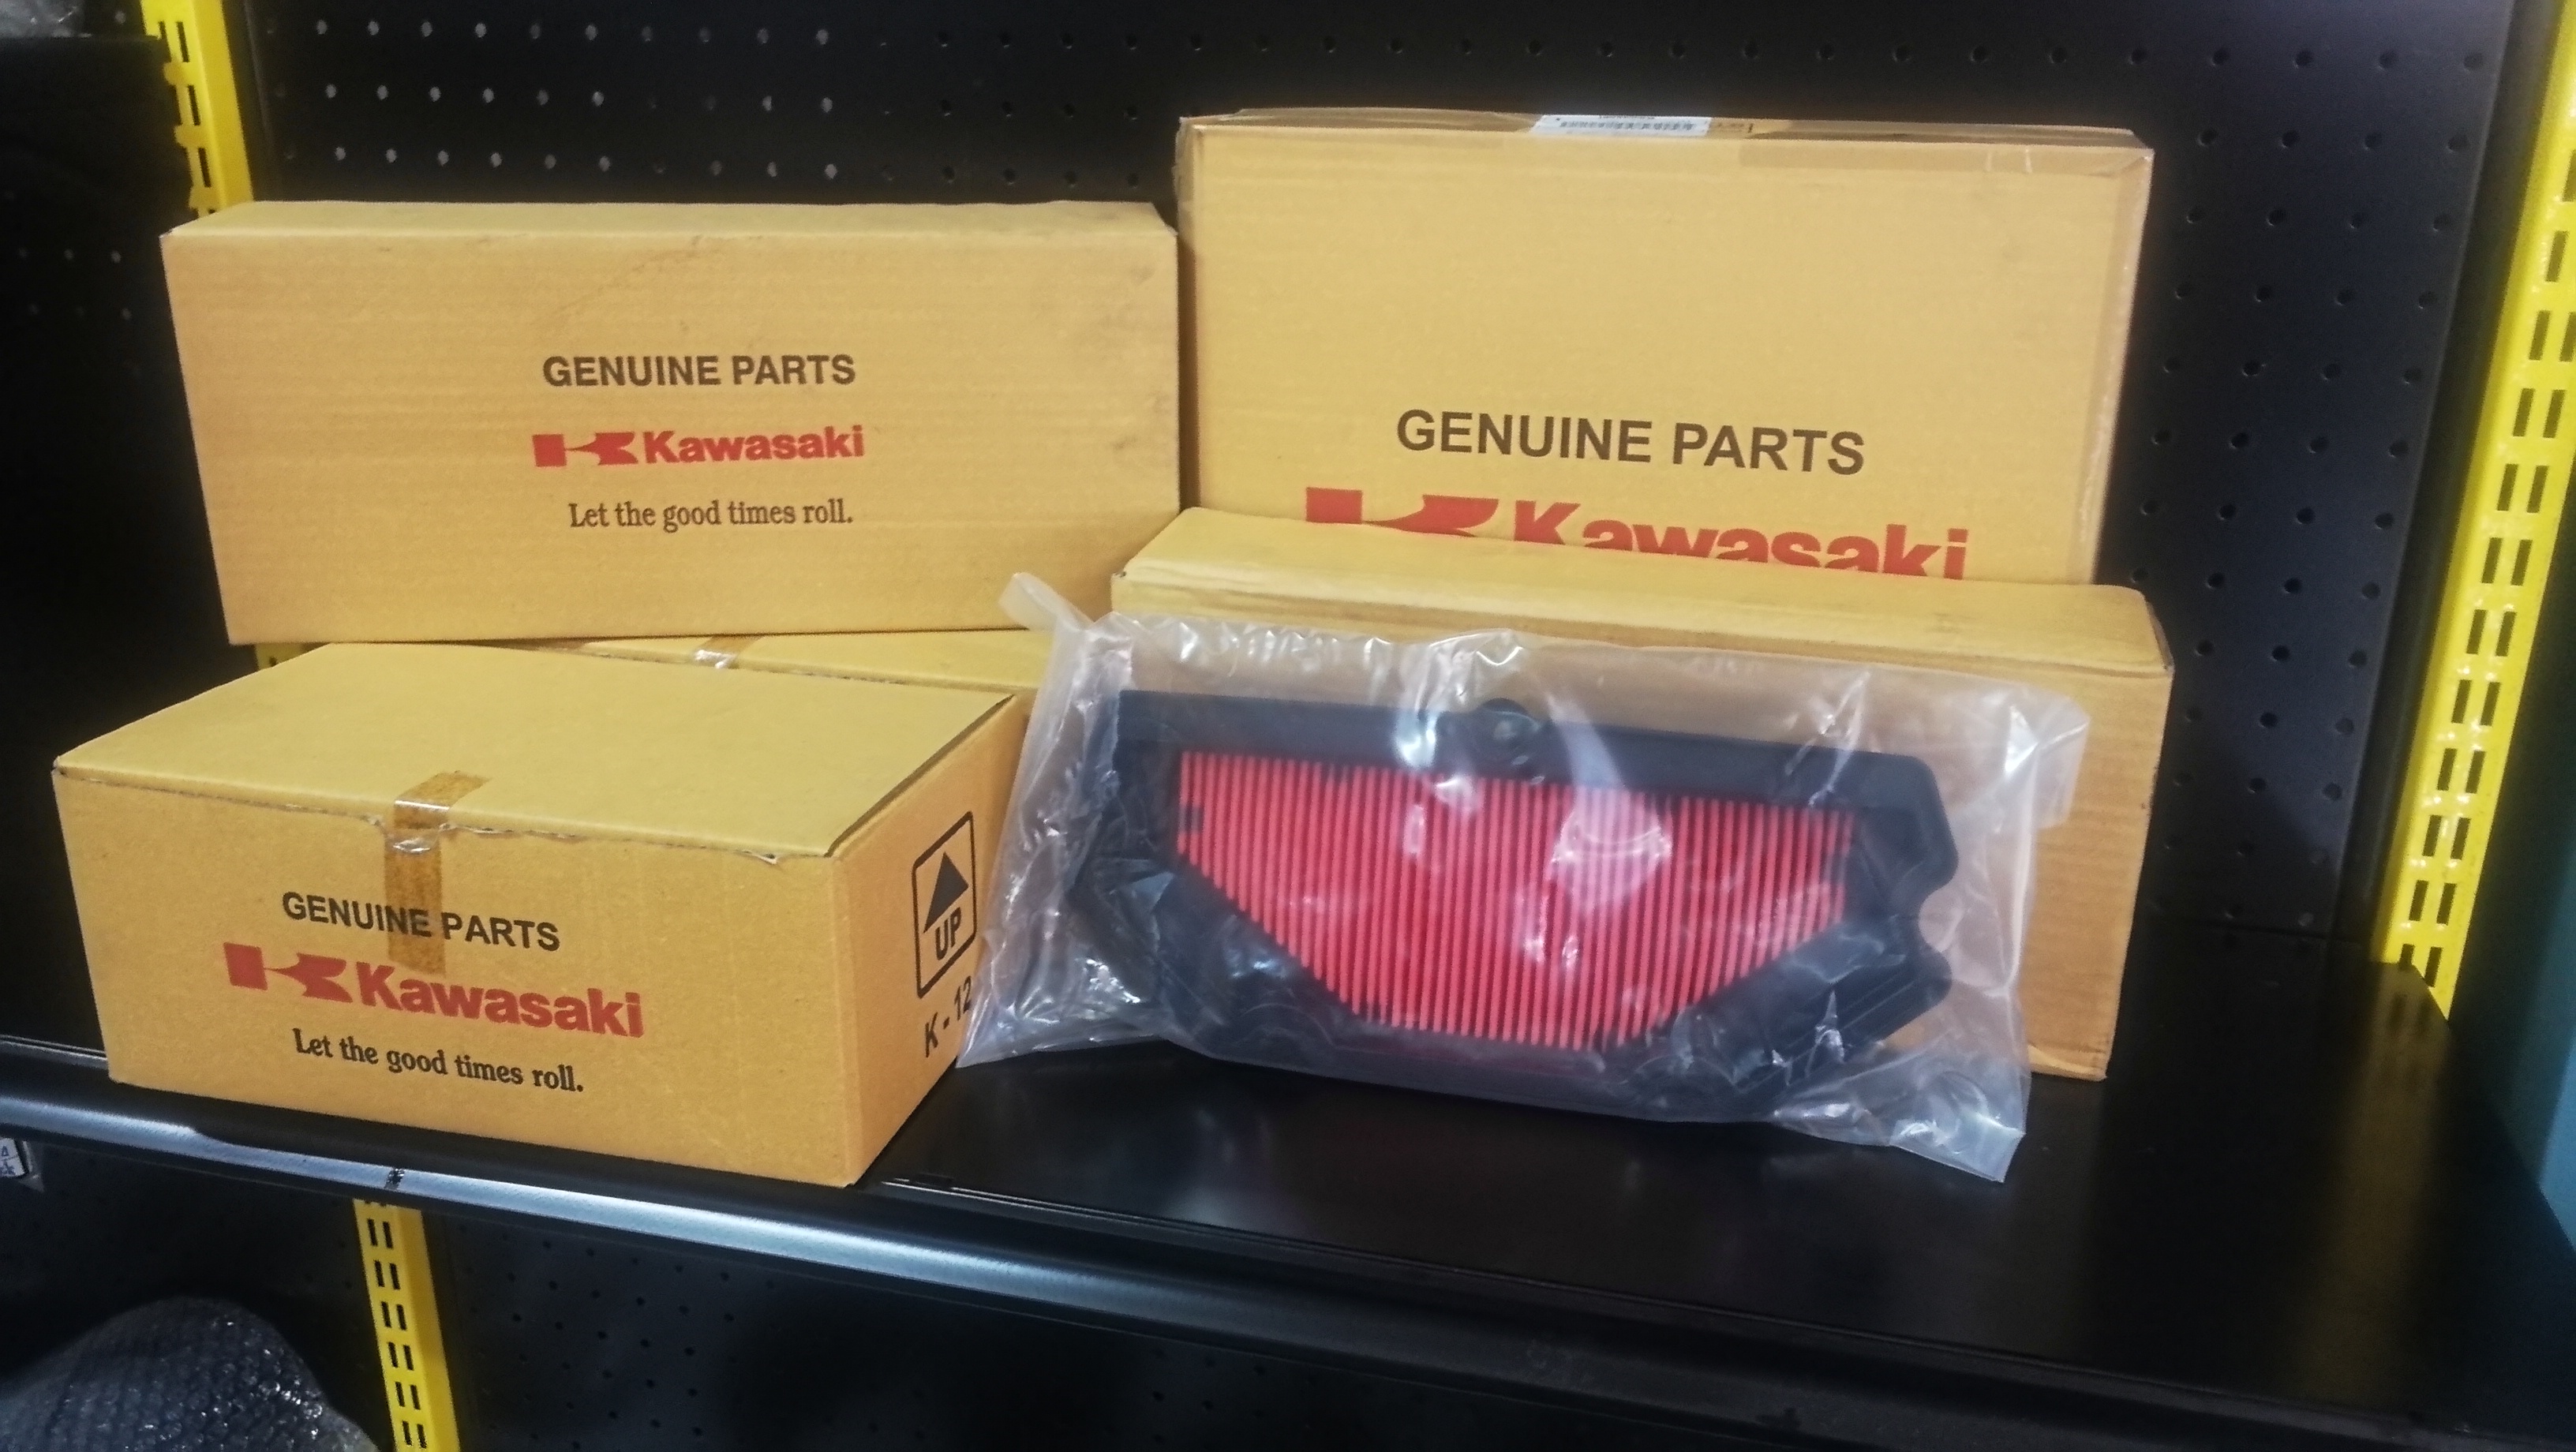 GENUINE PARTS
Kawasaki
Let the good times roll.
GENUINE PARTS
Kawasaki
GENUINE PARTS
Kawasaki
Let the good times roll.
UP
K-12